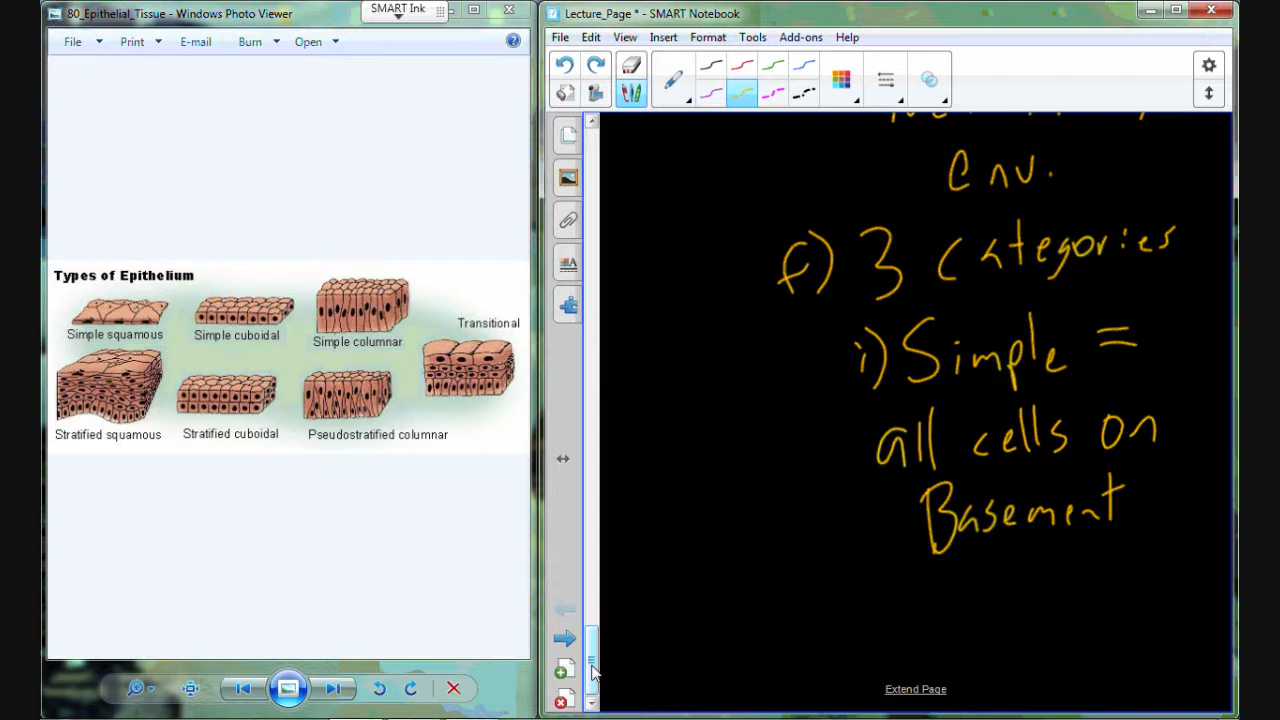 80_Epithelial_Tissue - Windows Photo Viewer
SMART Ink
File Print E-mail Burn Open
Types of Epithelium
Simple squamous
Simple cuboidal
Simple columnar
Transitional
Stratified squamous
Stratified cuboidal
Pseudostratified columnar
Lecture_Page * - SMART Notebook
File Edit View Insert Format Tools Add-ons Help
Env.
f) 3 categories
i) Simple =
all cells on
Basement
Extend Page